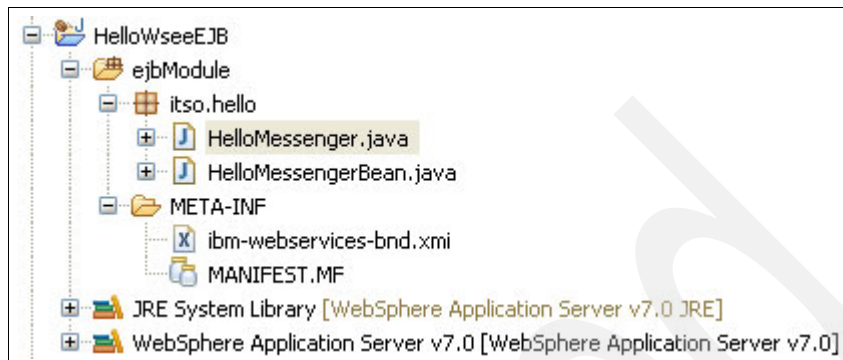 HelloWseeEJB
ejbModule
itso.hello
HelloMessenger.java
HelloMessengerBean.java
META-INF
ibm-webservices-bnd.xmi
MANIFEST.MF
JRE System Library [WebSphere Application Server v7.0 JRE]
WebSphere Application Server v7.0 [WebSphere Application Server v7.0]